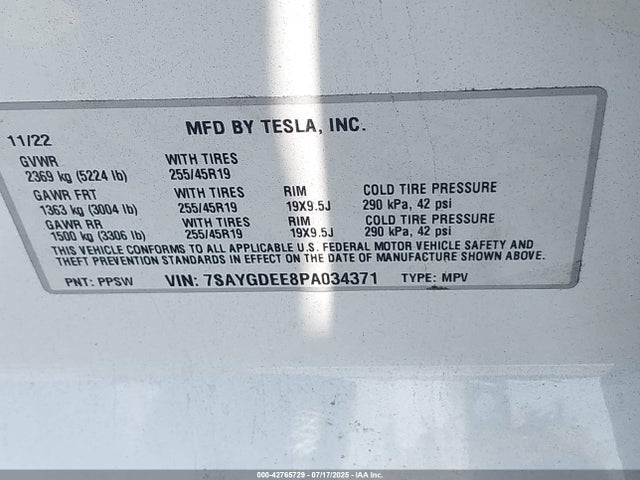 MFD BY TESLA, INC.
11/22
GVWR WITH TIRES
2369 kg (5224 lb) 255/45R19
GAWR FRT WITH TIRES RIM COLD TIRE PRESSURE
1363 kg (3004 lb) 255/45R19 19X9.5J 290 kPa, 42 psi
GAWR RR WITH TIRES RIM COLD TIRE PRESSURE
1500 kg (3306 lb) 255/45R19 19X9.5J 290 kPa, 42 psi
THIS VEHICLE CONFORMS TO ALL APPLICABLE U.S. FEDERAL MOTOR VEHICLE SAFETY AND
THEFT PREVENTION STANDARDS IN EFFECT ON THE DATE OF MANUFACTURE SHOWN ABOVE.
PNT: PPSW VIN: 7SAYGDEE8PA034371 TYPE: MPV
000-42765729 - 07/17/2025 - IAA Inc.